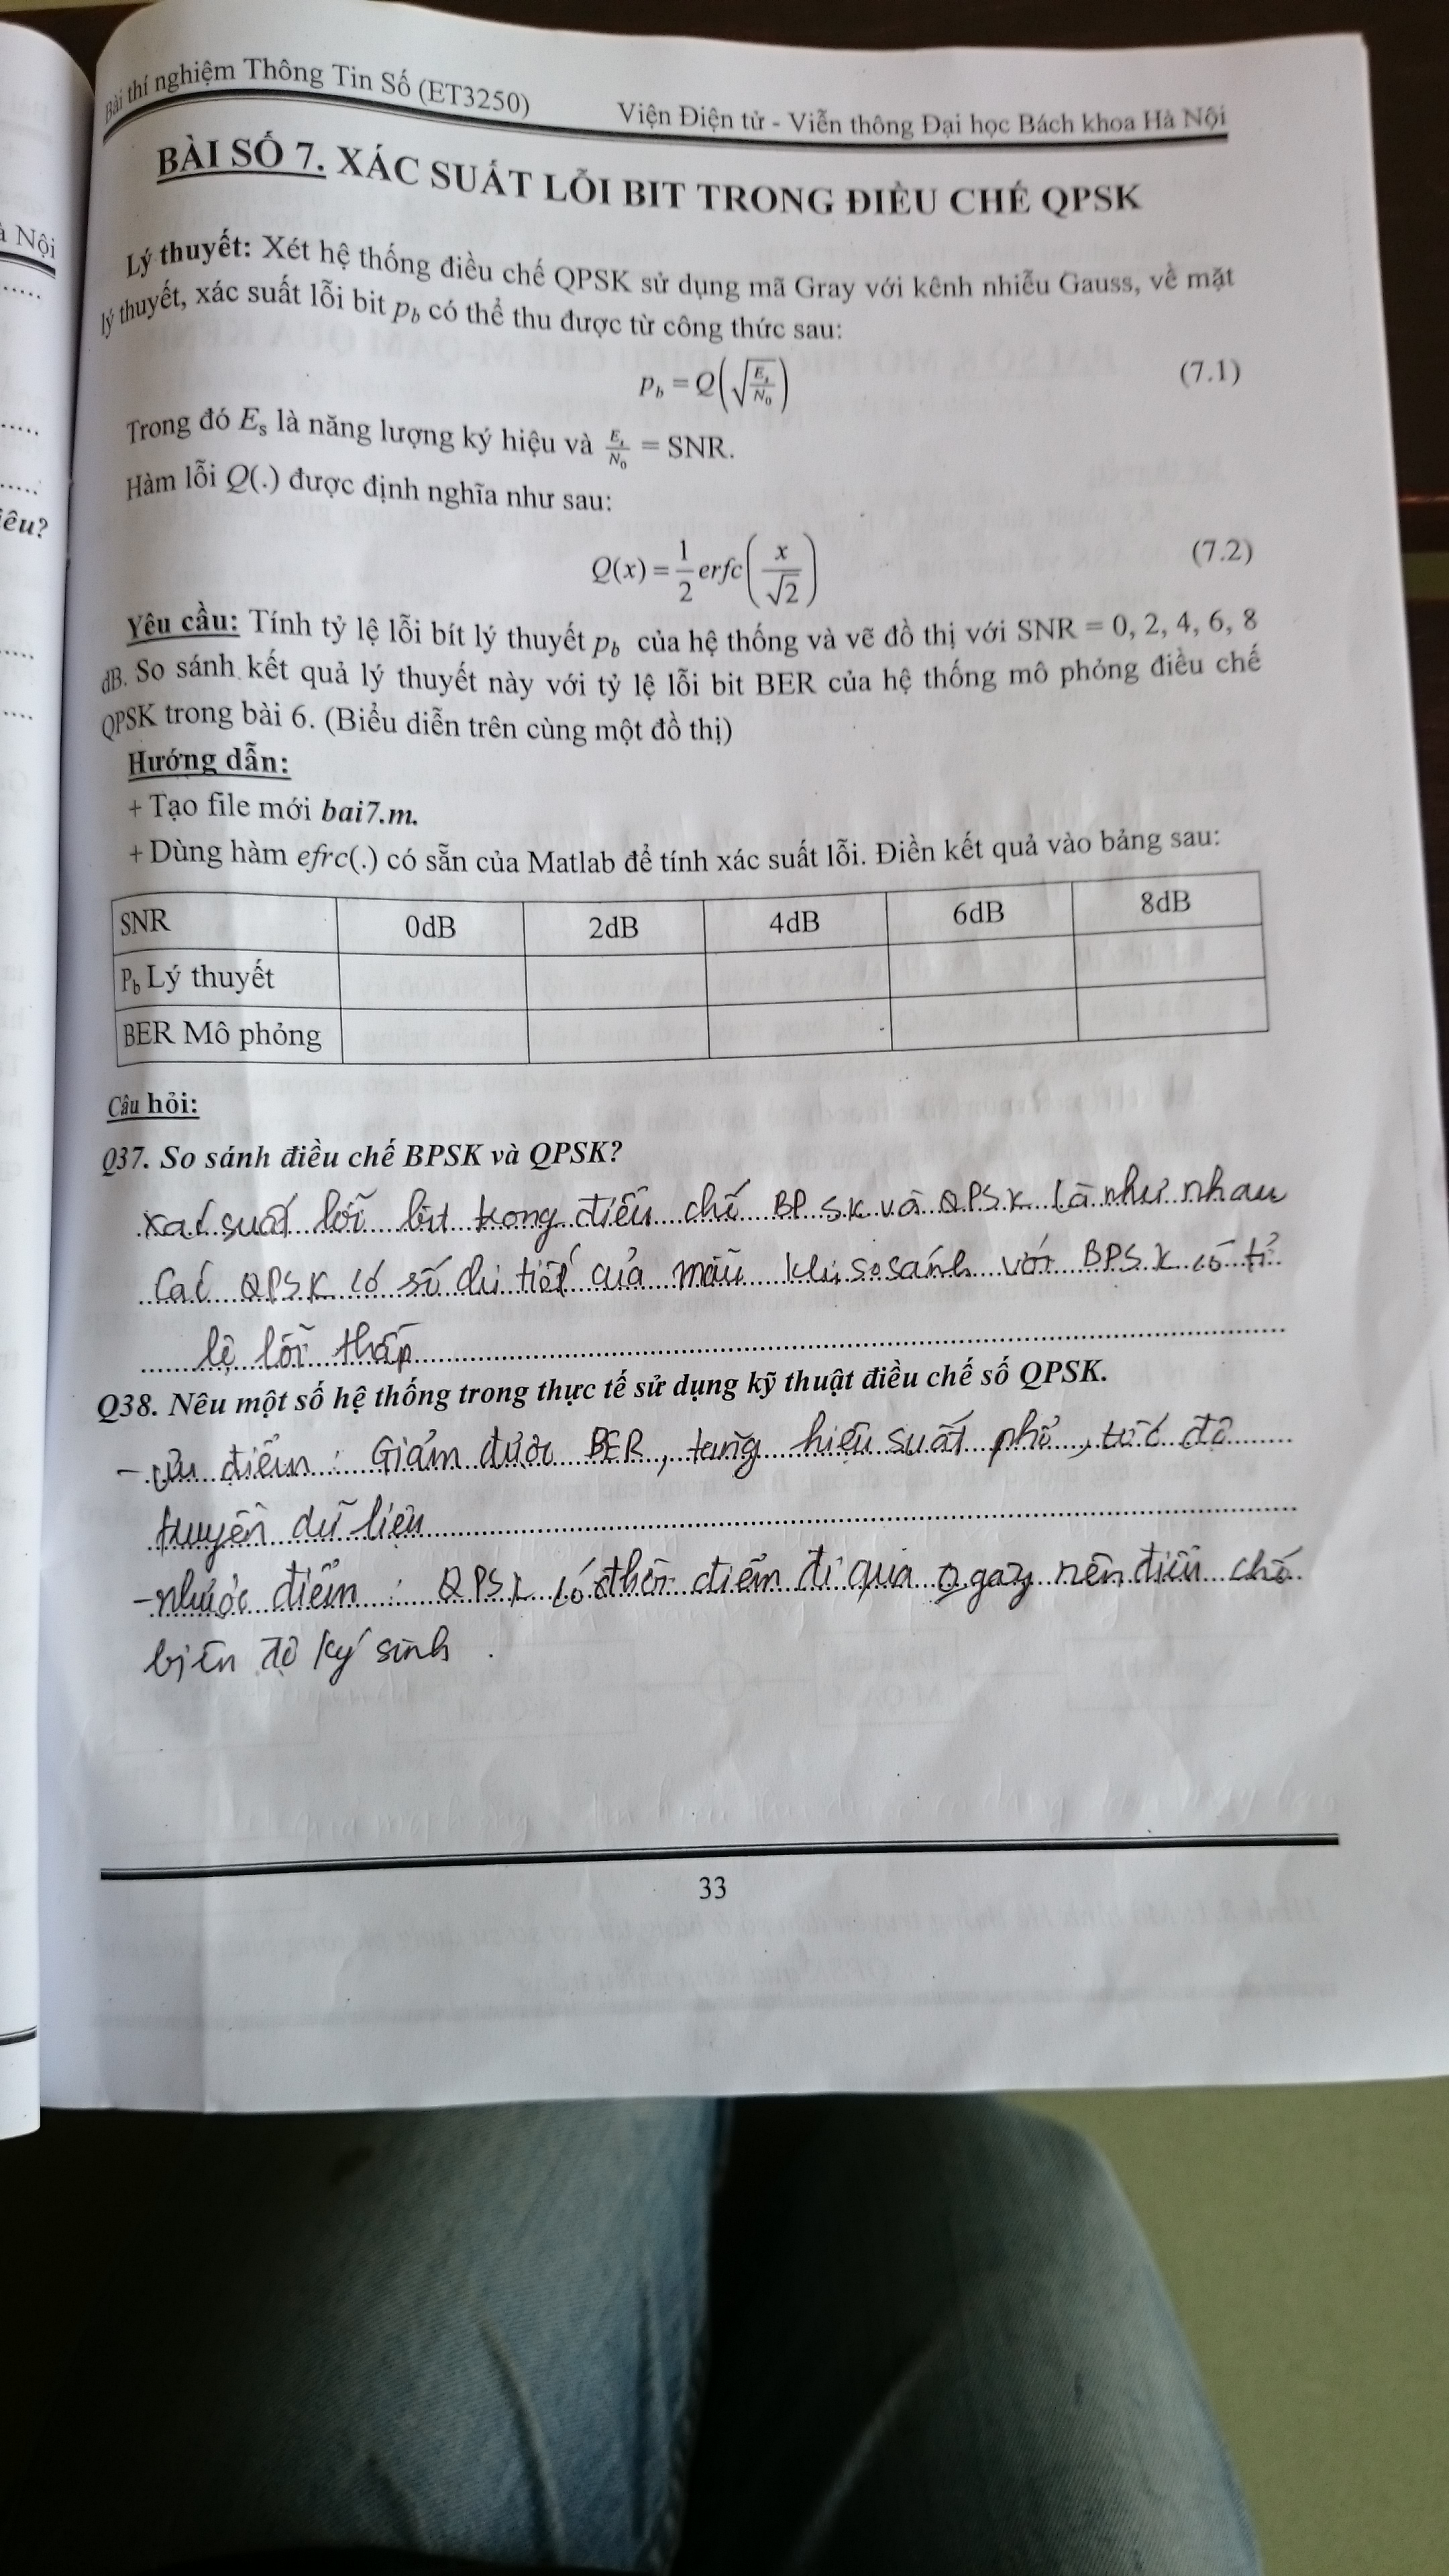 à Nội
iêu?
Bài thí nghiệm Thông Tin Số (ET3250) Viện Điện tử - Viễn thông Đại học Bách khoa Hà Nội
BÀI SỐ 7. XÁC SUẤT LỖI BIT TRONG ĐIỀU CHẾ QPSK
Lý thuyết: Xét hệ thống điều chế QPSK sử dụng mã Gray với kênh nhiễu Gauss, về mặt
lý thuyết, xác suất lỗi bit p_b có thể thu được từ công thức sau:
p_b = Q(√(E_s/N_0)) (7.1)
Trong đó E_s là năng lượng ký hiệu và E_s/N_0 = SNR.
Hàm lỗi Q(.) được định nghĩa như sau:
Q(x) = 1/2 erfc(x/√2) (7.2)
Yêu cầu: Tính tỷ lệ lỗi bít lý thuyết p_b của hệ thống và vẽ đồ thị với SNR = 0, 2, 4, 6, 8
dB. So sánh kết quả lý thuyết này với tỷ lệ lỗi bit BER của hệ thống mô phỏng điều chế
QPSK trong bài 6. (Biểu diễn trên cùng một đồ thị)
Hướng dẫn:
+ Tạo file mới bai7.m.
+ Dùng hàm efrc(.) có sẵn của Matlab để tính xác suất lỗi. Điền kết quả vào bảng sau:
SNR 0dB 2dB 4dB 6dB 8dB
P_b Lý thuyết
BER Mô phỏng
Câu hỏi:
Q37. So sánh điều chế BPSK và QPSK?
xác suất lỗi bit trong điều chế BPSK và QPSK là như nhau
Các QPSK có số chi tiết của mẫu khi so sánh với BPSK có tỉ
lệ lỗi thấp
Q38. Nêu một số hệ thống trong thực tế sử dụng kỹ thuật điều chế số QPSK.
- ưu điểm : Giảm được BER, tăng hiệu suất phổ, tốc độ
truyền dữ liệu
- nhược điểm : QPSK có thời điểm đi qua 0 gây nên điều chế
biên độ ký sinh .
33